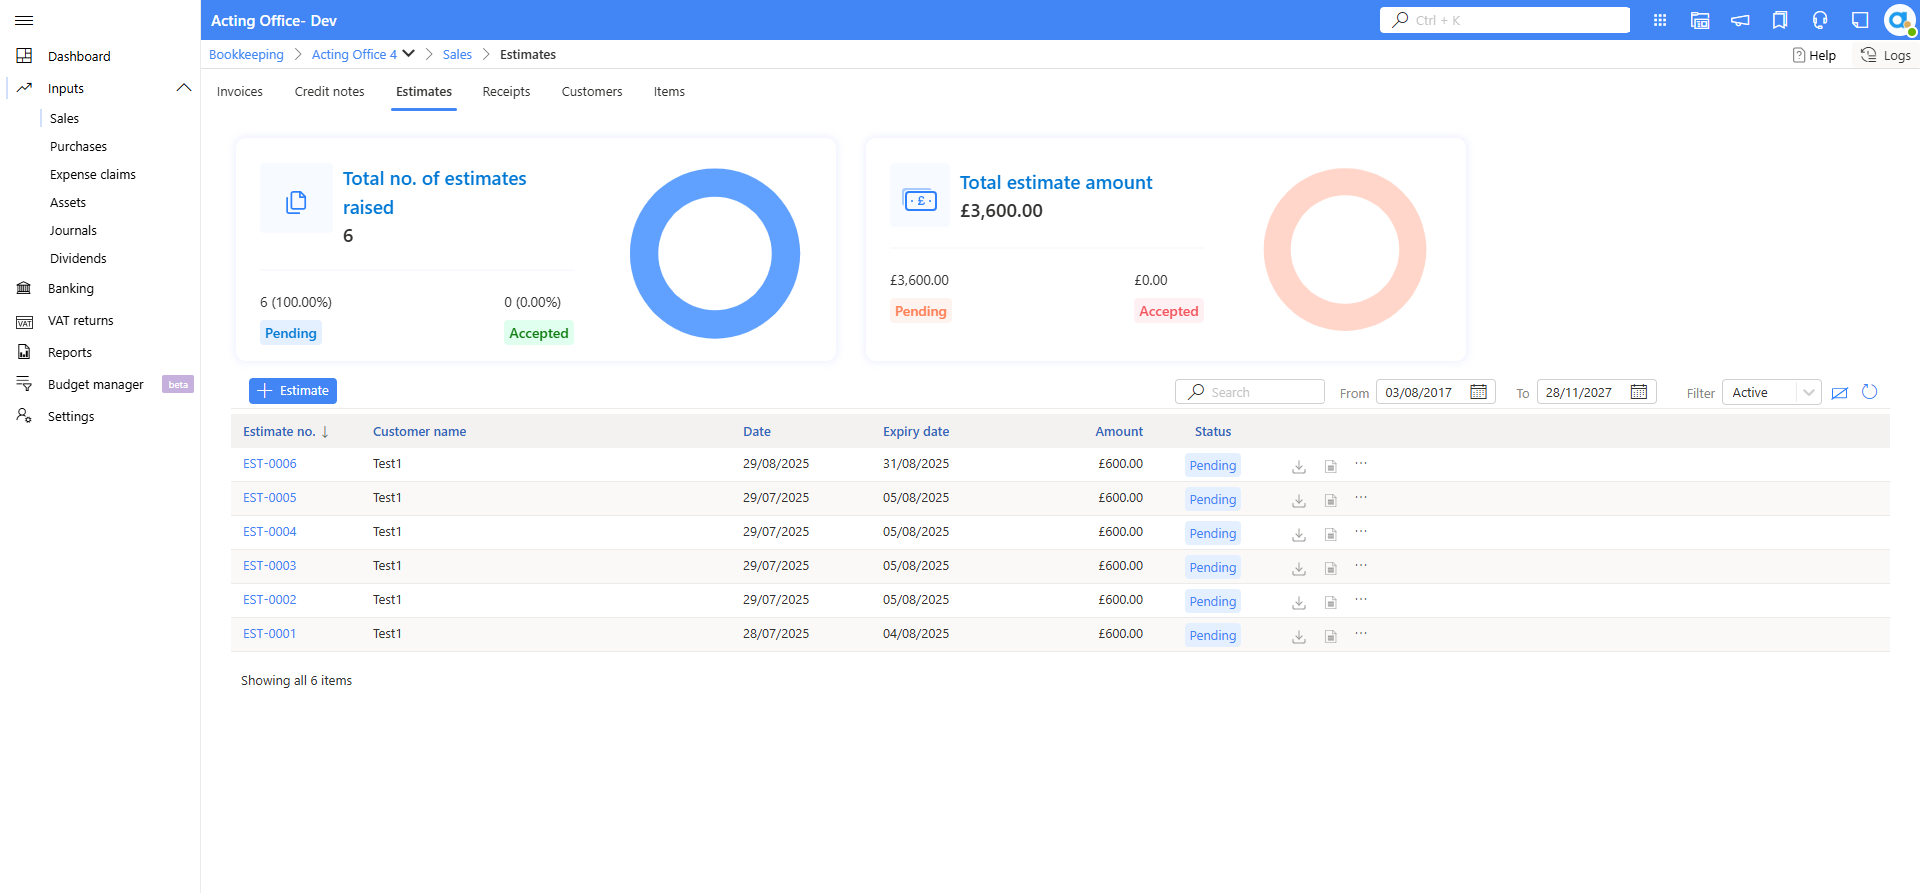 Acting Office- Dev
Ctrl + K
Dashboard
Inputs
Sales
Purchases
Expense claims
Assets
Journals
Dividends
Banking
VAT
VAT returns
Reports
Budget manager
beta
Settings
Bookkeeping
Acting Office 4
Sales
Estimates
Help
Logs
Invoices
Credit notes
Estimates
Receipts
Customers
Items
Total no. of estimates
raised
6
6 (100.00%)
0 (0.00%)
Pending
Accepted
Total estimate amount
£3,600.00
£3,600.00
£0.00
Pending
Accepted
Estimate
Search
From
03/08/2017
To
28/11/2027
Filter
Active
Estimate no. Customer name Date Expiry date Amount Status
EST-0006 Test1 29/08/2025 31/08/2025 £600.00 Pending
EST-0005 Test1 29/07/2025 05/08/2025 £600.00 Pending
EST-0004 Test1 29/07/2025 05/08/2025 £600.00 Pending
EST-0003 Test1 29/07/2025 05/08/2025 £600.00 Pending
EST-0002 Test1 29/07/2025 05/08/2025 £600.00 Pending
EST-0001 Test1 28/07/2025 04/08/2025 £600.00 Pending
Showing all 6 items